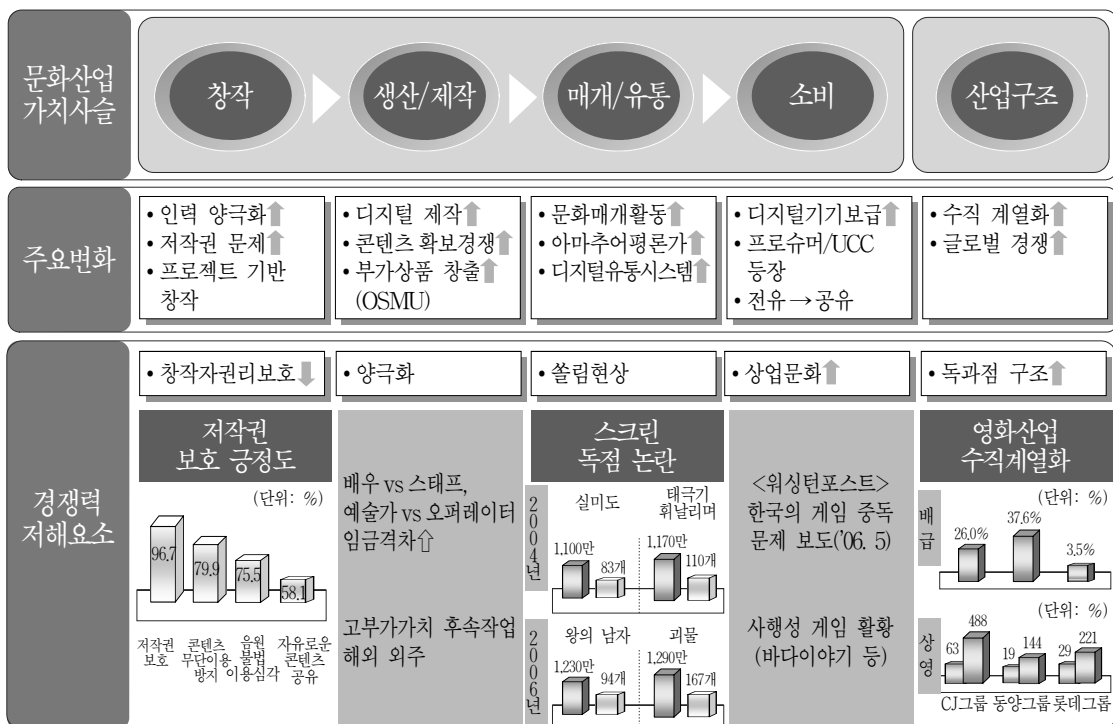 문화산업
가치사슬
창작
생산/제작
매개/유통
소비
산업구조
주요변화
• 인력 양극화
• 저작권 문제
• 프로젝트 기반
창작
• 디지털 제작
• 콘텐츠 확보경쟁
• 부가상품 창출
(OSMU)
• 문화매개활동
• 아마추어평론가
• 디지털유통시스템
• 디지털기기보급
• 프로슈머/UCC
등장
• 전유→공유
• 수직 계열화
• 글로벌 경쟁
경쟁력
저해요소
• 창작자권리보호
• 양극화
• 쏠림현상
• 상업문화
• 독과점 구조
저작권
보호 긍정도
(단위: %)
96.7
79.9
75.5
58.1
저작권
보호
콘텐츠
무단이용
방지
음원
불법
이용심각
자유로운
콘텐츠
공유
배우 vs 스태프,
예술가 vs 오퍼레이터
임금격차⇧
고부가가치 후속작업
해외 외주
스크린
독점 논란
2004년
실미도
1,100만
83개
태극기
휘날리며
1,170만
110개
2006년
왕의 남자
1,230만
94개
괴물
1,290만
167개
<워싱턴포스트>
한국의 게임 중독
문제 보도('06. 5)
사행성 게임 활황
(바다이야기 등)
영화산업
수직계열화
(단위: %)
배급
26.0%
37.6%
3.5%
(단위: %)
상영
63
488
19
144
29
221
CJ그룹
동양그룹
롯데그룹